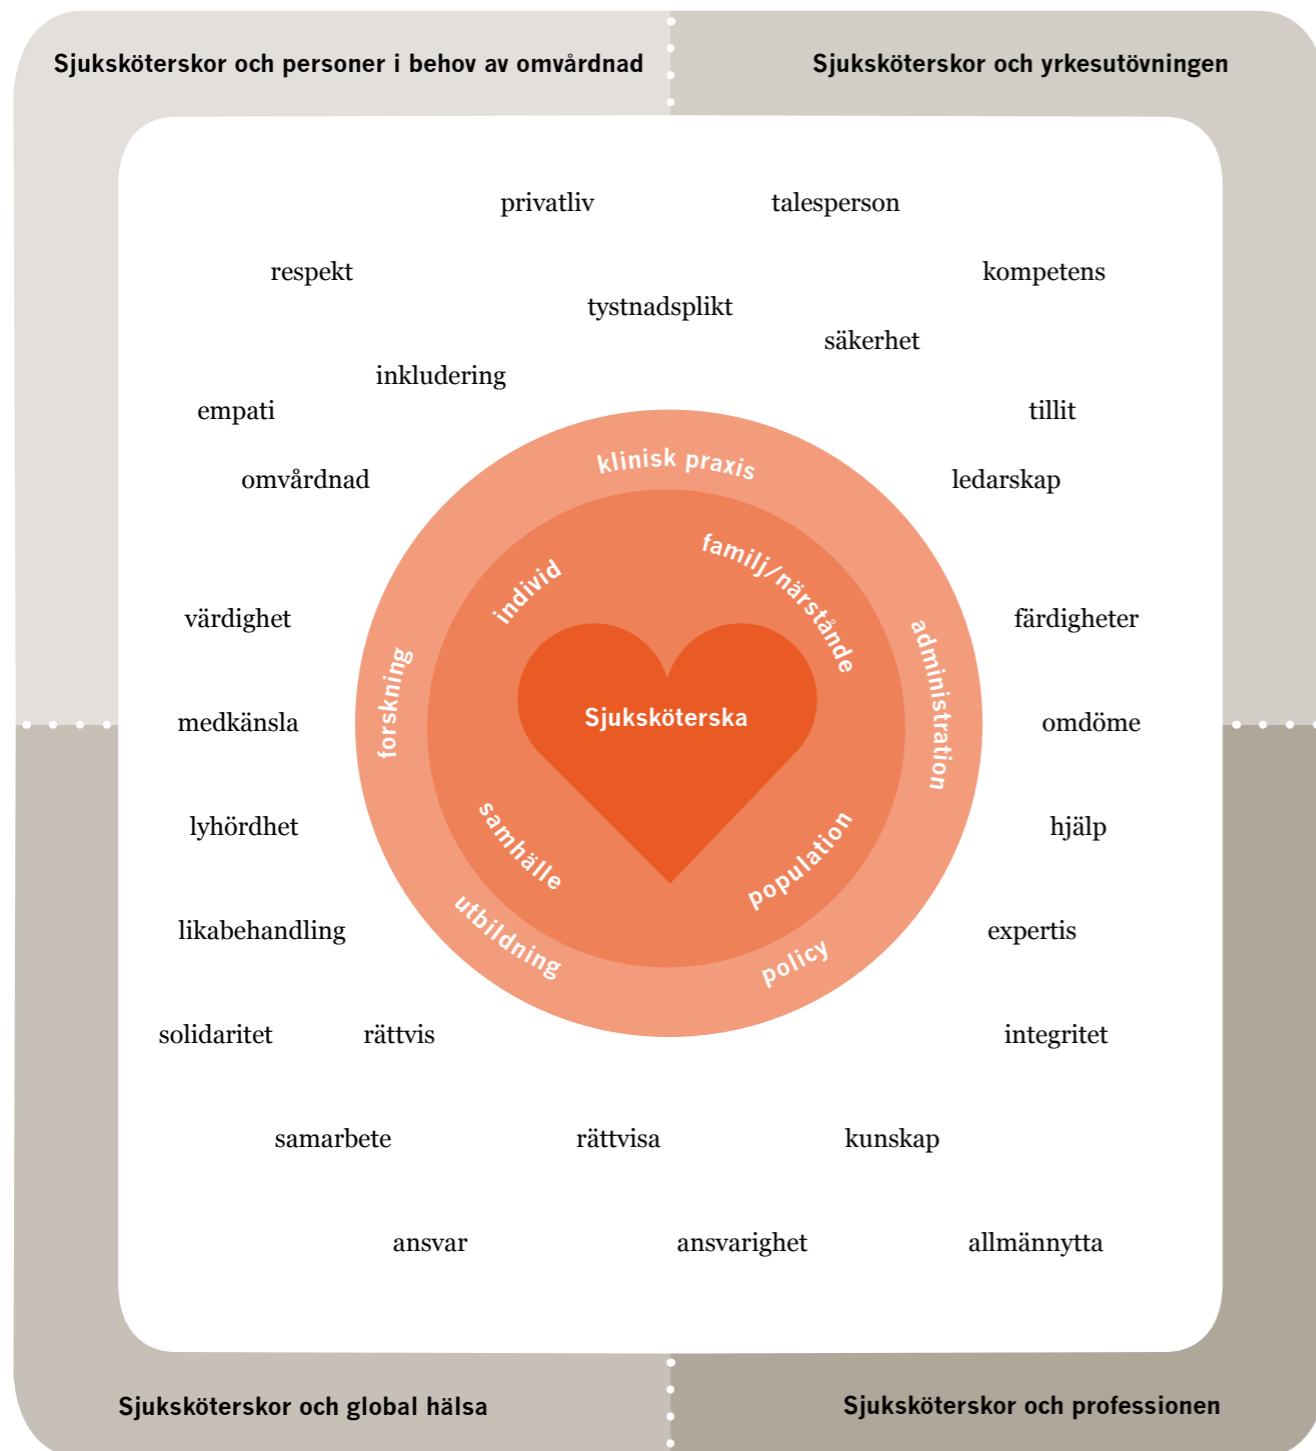 Sjuksköterskor och personer i behov av omvårdnad
Sjuksköterskor och yrkesutövningen
privatliv
talesperson
respekt
kompetens
tystnadsplikt
säkerhet
inkludering
empati
tillit
klinisk praxis
omvårdnad
ledarskap
individ
familj/närstånde
värdighet
färdigheter
forskning
administration
medkänsla
Sjuksköterska
omdöme
lyhördhet
hjälp
samhälle
population
likabehandling
expertis
utbildning
policy
solidaritet
rättvis
integritet
samarbete
rättvisa
kunskap
ansvar
ansvarighet
allmännytta
Sjuksköterskor och global hälsa
Sjuksköterskor och professionen